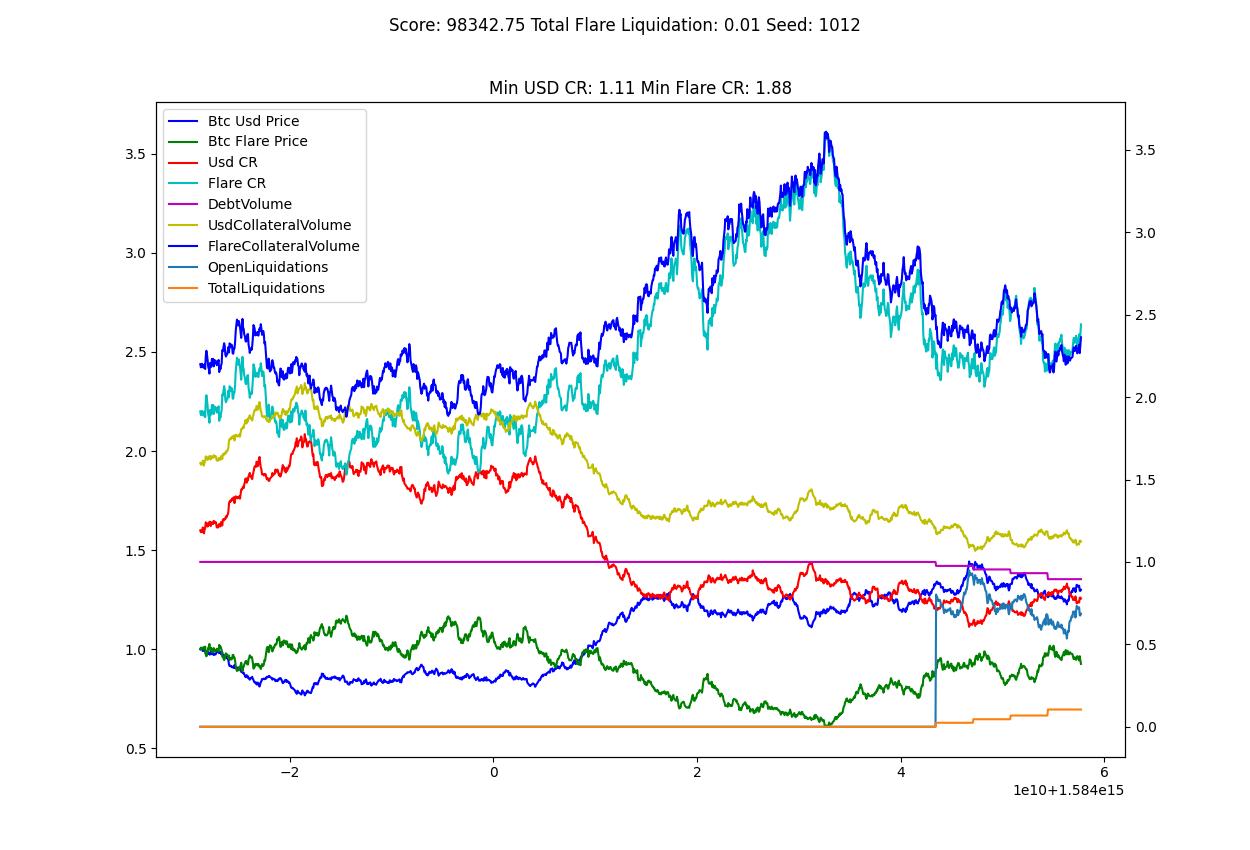 Score: 98342.75 Total Flare Liquidation: 0.01 Seed: 1012
Min USD CR: 1.11 Min Flare CR: 1.88
Btc Usd Price
Btc Flare Price
Usd CR
Flare CR
DebtVolume
UsdCollateralVolume
FlareCollateralVolume
OpenLiquidations
TotalLiquidations
3.5
3.0
2.5
2.0
1.5
1.0
0.5
3.5
3.0
2.5
2.0
1.5
1.0
0.5
0.0
−2 0 2 4 6
1e10+1.584e15